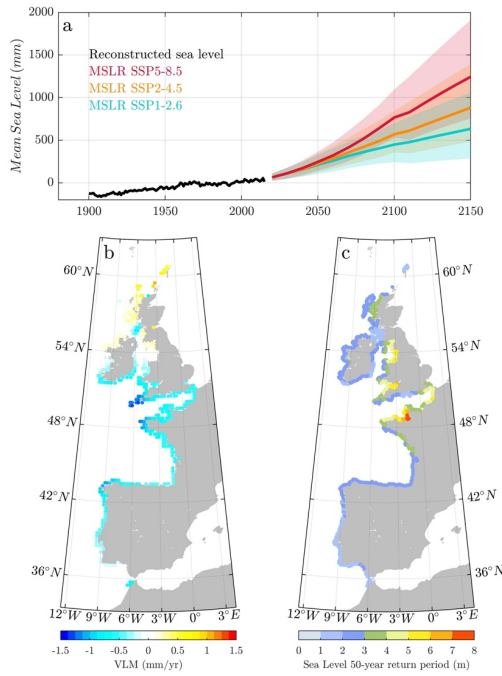 2000
a
Reconstructed sea level
1500
MSLR SSP5-8.5
MSLR SSP2-4.5
1000
MSLR SSP1-2.6
500
0
Mean Sea Level (mm)
1900 1950 2000 2050 2100 2150
b c
60°N 60°N
54°N 54°N
48°N 48°N
42°N 42°N
36°N 36°N
12°W 9°W 6°W 3°W 0° 3°E 12°W 9°W 6°W 3°W 0° 3°E
-1.5 -1 -0.5 0 0.5 1 1.5 0 1 2 3 4 5 6 7 8
VLM (mm/yr) Sea Level 50-year return period (m)